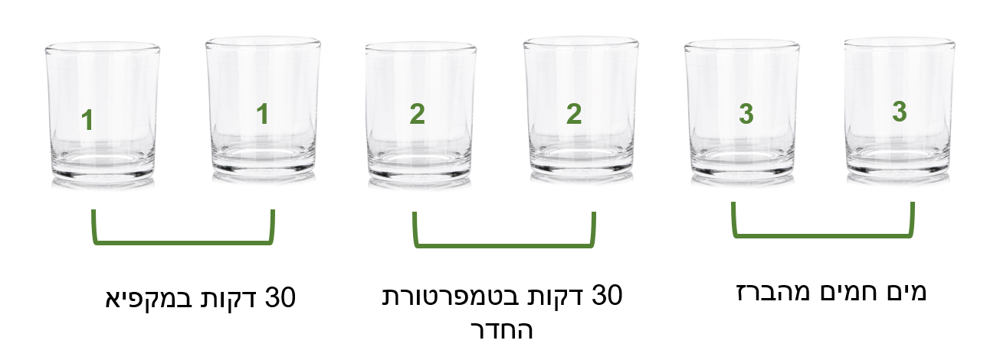 1 1 2 2 3 3
30 דקות במקפיא
30 דקות בטמפרטורת
החדר
מים חמים מהברז